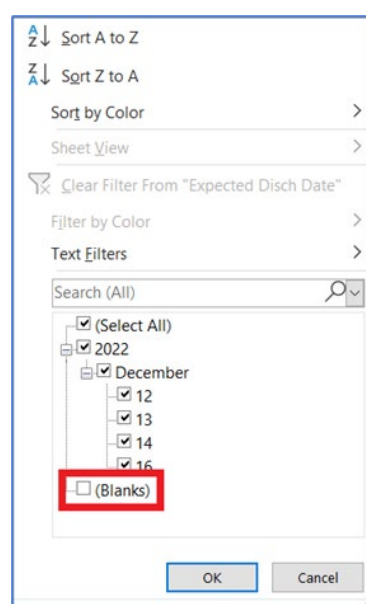 Sort A to Z
Sort Z to A
Sort by Color
Sheet View
Clear Filter From "Expected Disch Date"
Filter by Color
Text Filters
Search (All)
(Select All)
2022
December
12
13
14
16
(Blanks)
OK Cancel